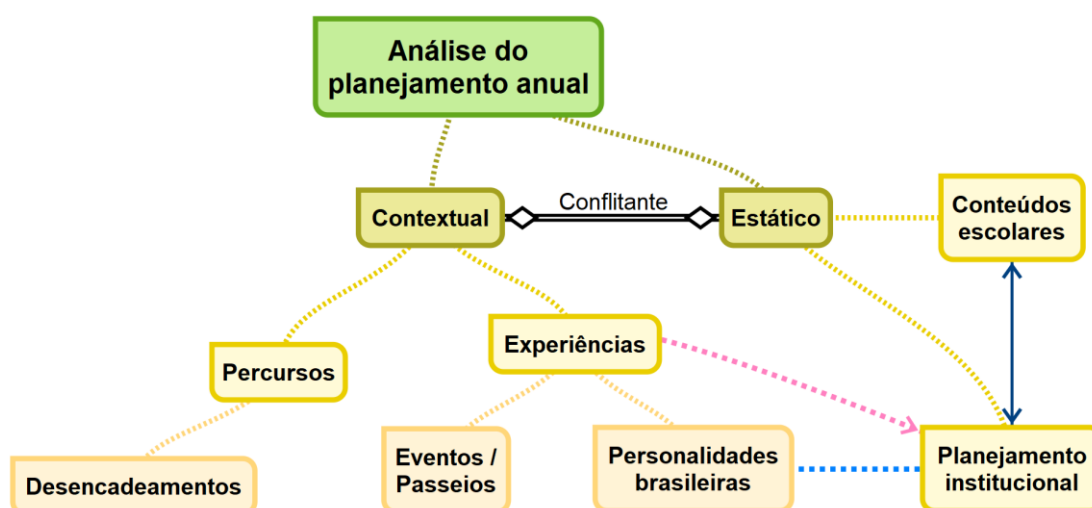 Análise do
planejamento anual
Contextual
Conflitante
Estático
Conteúdos
escolares
Percursos
Experiências
Desencadeamentos
Eventos /
Passeios
Personalidades
brasileiras
Planejamento
institucional